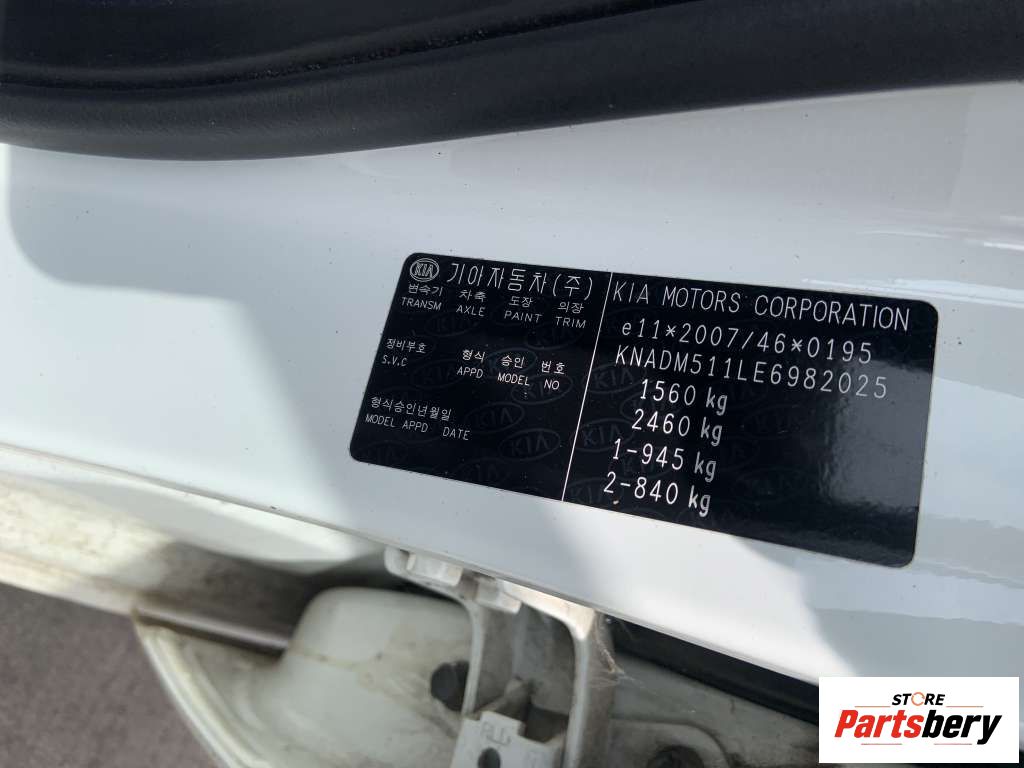 KIA 기아자동차(주)
변속기 차축 도장 의장
TRANSM AXLE PAINT TRIM
정비부호 형식 승인 번호
S.V.C APPD MODEL NO
형식승인년월일
MODEL APPD DATE
KIA MOTORS CORPORATION
e11*2007/46*0195
KNADM511LE6982025
1560 kg
2460 kg
1-945 kg
2-840 kg
STORE
Partsbery